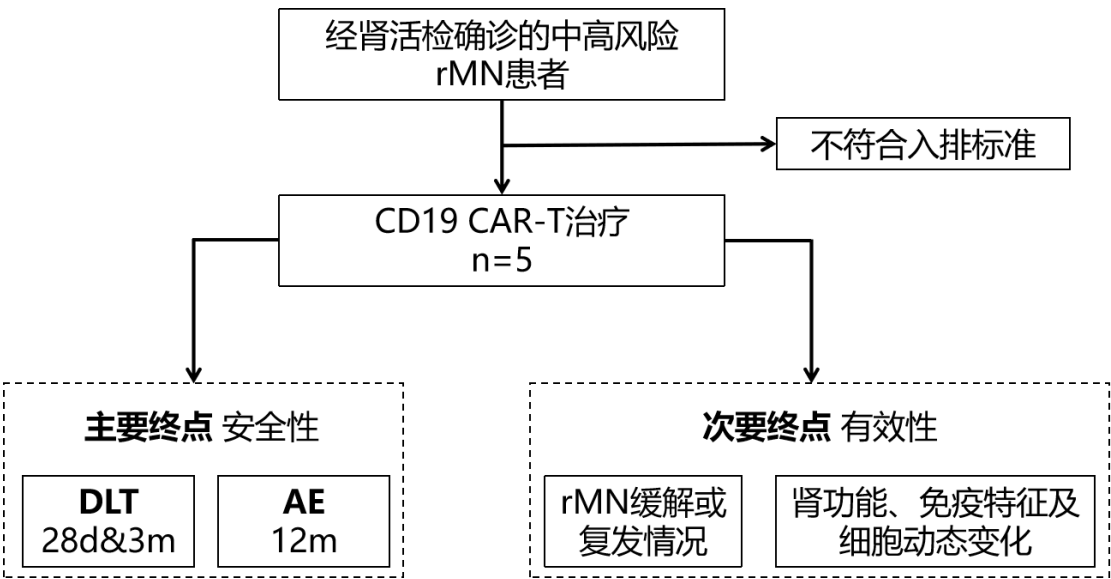 经肾活检确诊的中高风险
rMN患者
不符合入排标准
CD19 CAR-T治疗
n=5
主要终点 安全性
DLT
28d&3m
AE
12m
次要终点 有效性
rMN缓解或
复发情况
肾功能、免疫特征及
细胞动态变化